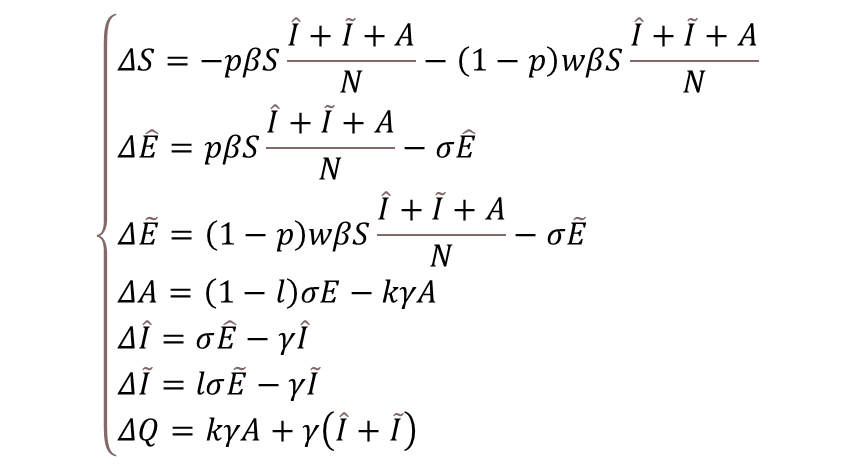 ΔS = −pβS (Î + Ĩ + A)/N − (1 − p)wβS (Î + Ĩ + A)/N
ΔÊ = pβS (Î + Ĩ + A)/N − σÊ
ΔẼ = (1 − p)wβS (Î + Ĩ + A)/N − σẼ
ΔA = (1 − l)σE − kγA
ΔÎ = σÊ − γÎ
ΔĨ = lσẼ − γĨ
ΔQ = kγA + γ(Î + Ĩ)